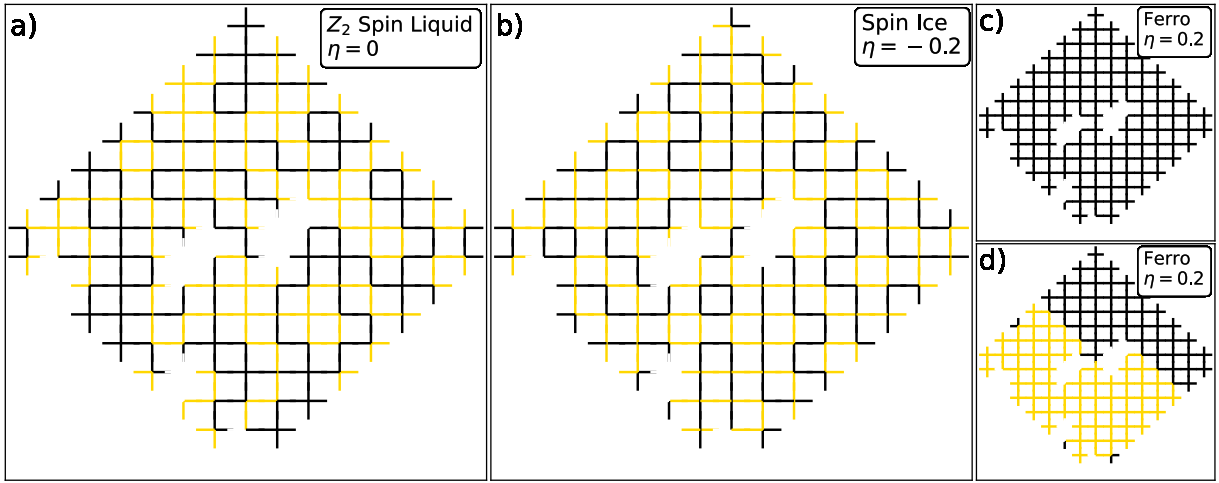 a)
Z₂ Spin Liquid
η = 0
b)
Spin Ice
η = −0.2
c)
Ferro
η = 0.2
d)
Ferro
η = 0.2